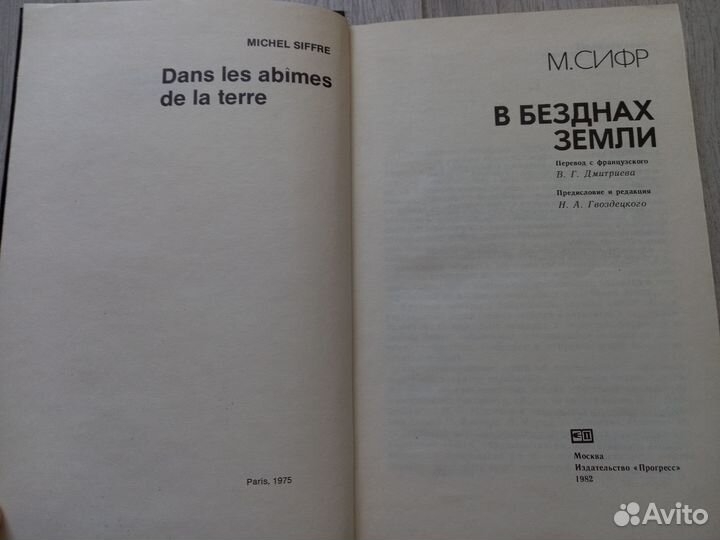 MICHEL SIFFRE
Dans les abîmes
de la terre
Paris, 1975
М.СИФР
В БЕЗДНАХ
ЗЕМЛИ
Перевод с французского
В. Г. Дмитриева
Предисловие и редакция
Н. А. Гвоздецкого
Москва
Издательство «Прогресс»
1982
Avito